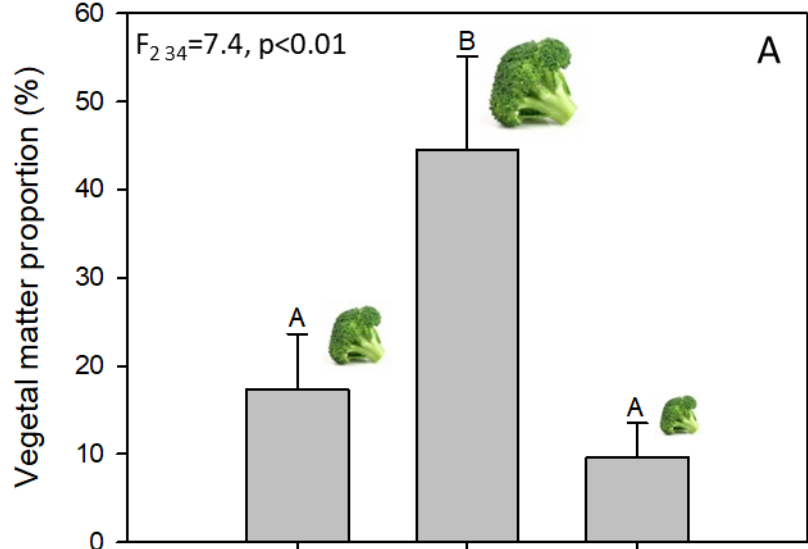 F2 34=7.4, p<0.01
A
B
A
A
Vegetal matter proportion (%)
60
50
40
30
20
10
0